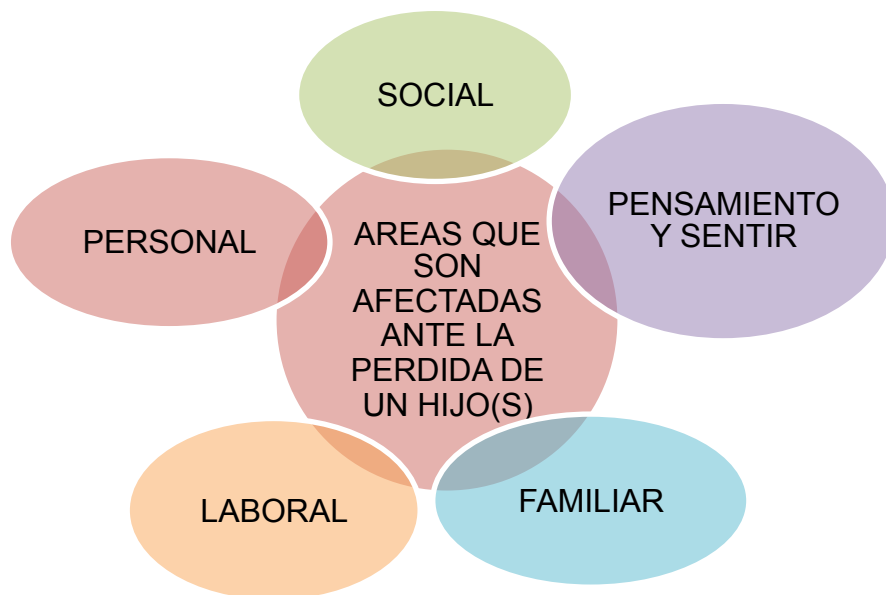 SOCIAL
PENSAMIENTO
Y SENTIR
PERSONAL
AREAS QUE
SON
AFECTADAS
ANTE LA
PERDIDA DE
UN HIJO(S)
LABORAL
FAMILIAR